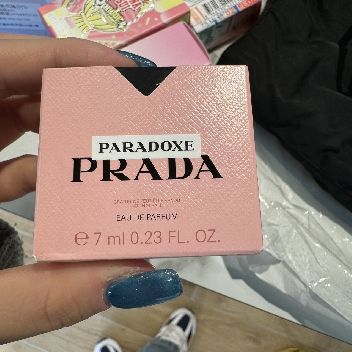 PARADOXE
PRADA
EAU DE PARFUM
℮ 7 ml 0.23 FL. OZ.